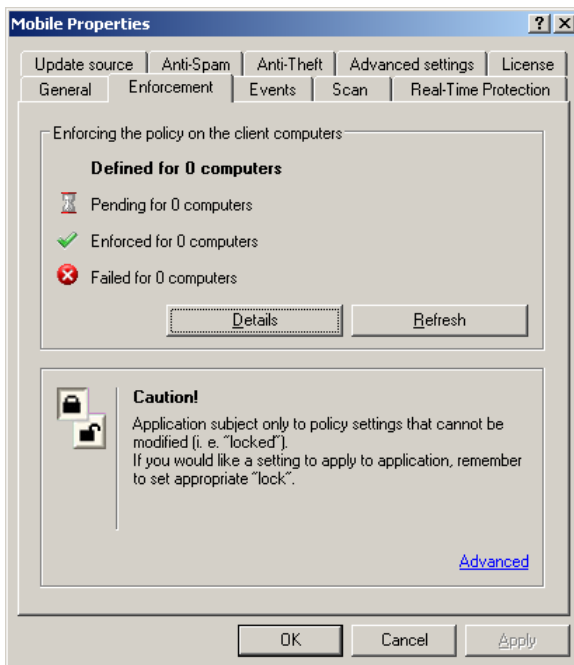 Mobile Properties
Update source Anti-Spam Anti-Theft Advanced settings License
General Enforcement Events Scan Real-Time Protection
Enforcing the policy on the client computers
Defined for 0 computers
Pending for 0 computers
Enforced for 0 computers
Failed for 0 computers
Details Refresh
Caution!
Application subject only to policy settings that cannot be
modified (i. e. "locked").
If you would like a setting to apply to application, remember
to set appropriate "lock".
Advanced
OK Cancel Apply